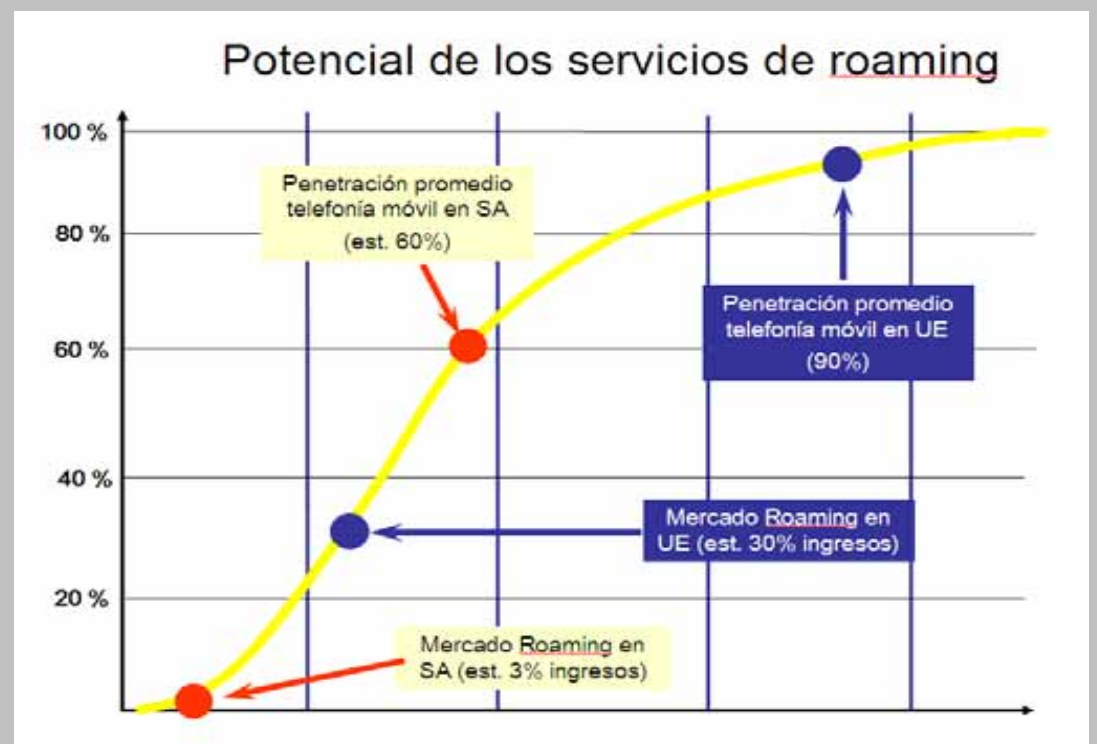 Potencial de los servicios de roaming
100 %
Penetración promedio
telefonía móvil en SA
(est. 60%)
80 %
Penetración promedio
telefonía móvil en UE
(90%)
60 %
40 %
Mercado Roaming en
UE (est. 30% ingresos)
20 %
Mercado Roaming en
SA (est. 3% ingresos)